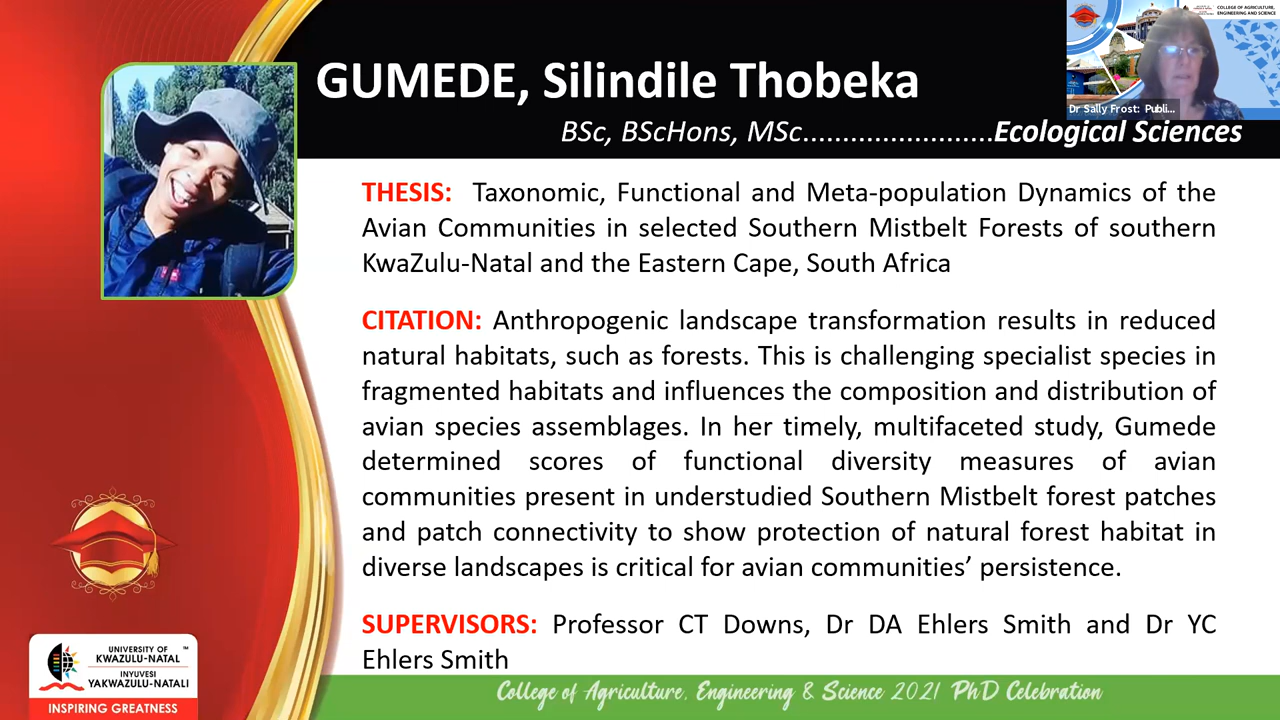 COLLEGE OF AGRICULTURE,
ENGINEERING AND SCIENCE
Dr Sally Frost: Publi...
GUMEDE, Silindile Thobeka
BSc, BScHons, MSc........................Ecological Sciences
THESIS: Taxonomic, Functional and Meta-population Dynamics of the
Avian Communities in selected Southern Mistbelt Forests of southern
KwaZulu-Natal and the Eastern Cape, South Africa
CITATION: Anthropogenic landscape transformation results in reduced
natural habitats, such as forests. This is challenging specialist species in
fragmented habitats and influences the composition and distribution of
avian species assemblages. In her timely, multifaceted study, Gumede
determined scores of functional diversity measures of avian
communities present in understudied Southern Mistbelt forest patches
and patch connectivity to show protection of natural forest habitat in
diverse landscapes is critical for avian communities’ persistence.
SUPERVISORS: Professor CT Downs, Dr DA Ehlers Smith and Dr YC
Ehlers Smith
UNIVERSITY OF ™
KWAZULU-NATAL
INYUVESI
YAKWAZULU-NATALI
INSPIRING GREATNESS
College of Agriculture, Engineering & Science 2021 PhD Celebration